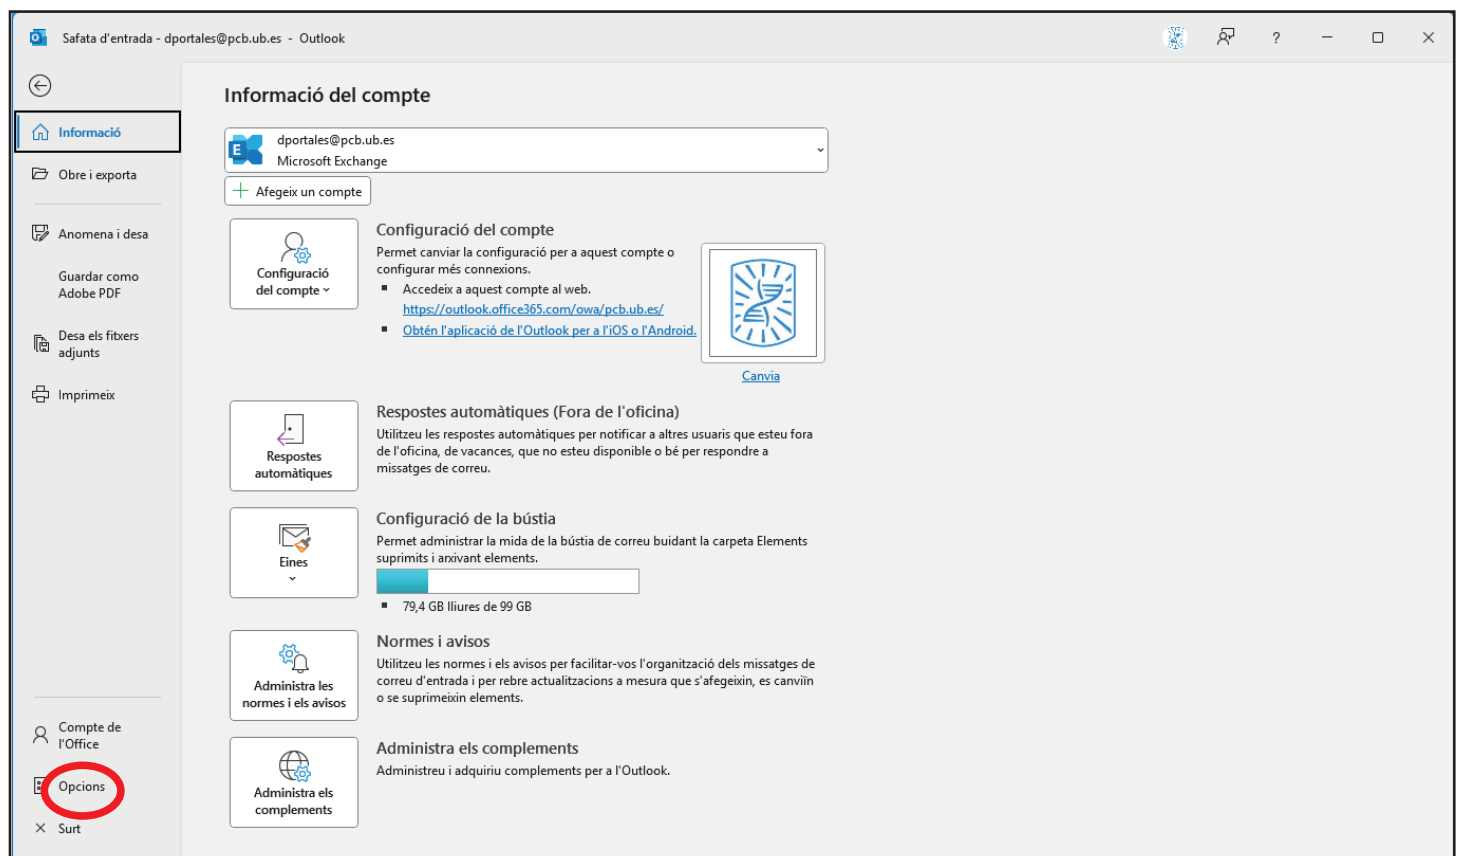 Safata d'entrada - dportales@pcb.ub.es - Outlook
?
Informació
Obre i exporta
Anomena i desa
Guardar como
Adobe PDF
Desa els fitxers
adjunts
Imprimeix
Compte de
l'Office
Opcions
Surt
Informació del compte
E
dportales@pcb.ub.es
Microsoft Exchange
Afegeix un compte
Configuració
del compte
Configuració del compte
Permet canviar la configuració per a aquest compte o
configurar més connexions.
Accedeix a aquest compte al web.
https://outlook.office365.com/owa/pcb.ub.es/
Obtén l'aplicació de l'Outlook per a l'iOS o l'Android.
Canvia
Respostes
automàtiques
Respostes automàtiques (Fora de l'oficina)
Utilitzeu les respostes automàtiques per notificar a altres usuaris que esteu fora
de l'oficina, de vacances, que no esteu disponible o bé per respondre a
missatges de correu.
Eines
Configuració de la bústia
Permet administrar la mida de la bústia de correu buidant la carpeta Elements
suprimits i arxivant elements.
79,4 GB lliures de 99 GB
Administra les
normes i els avisos
Normes i avisos
Utilitzeu les normes i els avisos per facilitar-vos l'organització dels missatges de
correu d'entrada i per rebre actualitzacions a mesura que s'afegeixin, es canviïn
o se suprimeixin elements.
Administra els
complements
Administra els complements
Administreu i adquiriu complements per a l'Outlook.